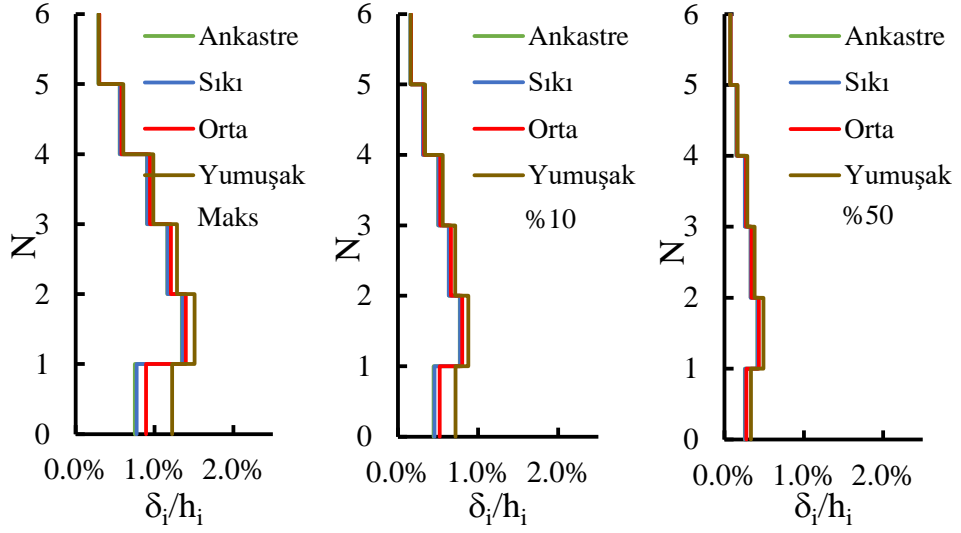 6
5
4
3
2
1
0
N
Ankastre
Sıkı
Orta
Yumuşak
Maks
0.0% 1.0% 2.0%
δi/hi
6
5
4
3
2
1
0
N
Ankastre
Sıkı
Orta
Yumuşak
%10
0.0% 1.0% 2.0%
δi/hi
6
5
4
3
2
1
0
N
Ankastre
Sıkı
Orta
Yumuşak
%50
0.0% 1.0% 2.0%
δi/hi